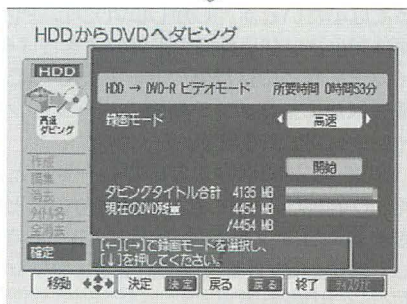 HDDからDVDへダビング
HDD
HDD → DVD-R ビデオモード 所要時間 0時間53分
高速
ダビング
録画モード 高速
開始
作成
編集
消去
全消去
ダビングタイトル合計 4135 MB
現在のDVD残量 4454 MB
/4454 MB
確定
[←][→]で録画モードを選択し、
[↓]を押してください。
移動 決定 決定 戻る 戻る 終了